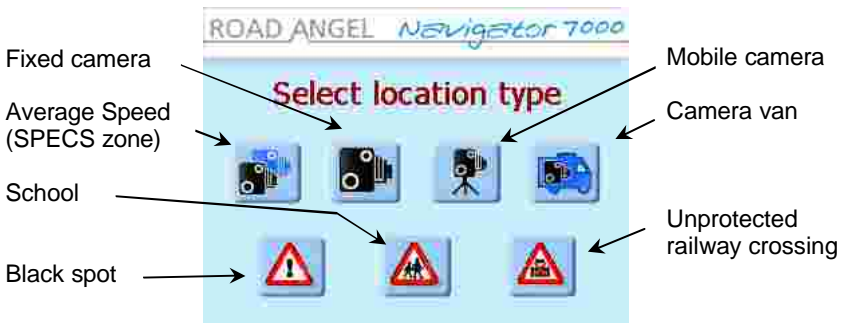 ROAD ANGEL Navigator 7000
Select location type
Fixed camera
Average Speed
(SPECS zone)
School
Black spot
Mobile camera
Camera van
Unprotected
railway crossing